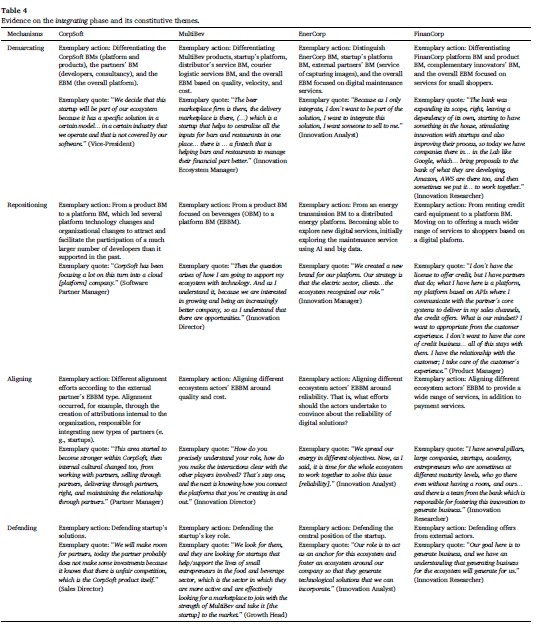 Table 4
Evidence on the integrating phase and its constitutive themes.
Mechanisms CorpSoft MultiBev EnerCorp FinanCorp
Demarcating
Exemplary action: Differentiating the
CorpSoft BMs (platform and
products), the partners' BM
(developers, consultancy), and the
EBM (the overall platform).
Exemplary quote: "We decide that this
startup will be part of our ecosystem
because it has a specific solution in a
certain model… in a certain industry that
we operate and that is not covered by our
software." (Vice-President)
Exemplary action: Differentiating
MultiBev products, startup's platform,
distributor's service BM, courier
logistic services BM, and the overall
EBM based on quality, velocity, and
cost.
Exemplary quote: "The beer
marketplace firm is there, the delivery
marketplace is there, (...) which is a
startup that helps to centralize all the
inputs for bars and restaurants in one
place… there is … a fintech that is
helping bars and restaurants to manage
their financial part better." (Innovation
Ecosystem Manager)
Exemplary action: Distinguish
EnerCorp BM, startup's platform
BM, external partners' BM (service
of capturing images), and the overall
EBM focused on digital maintenance
services.
Exemplary quote: "Because as I only
integrate, I don't want to be part of the
solution, I want to integrate this
solution, I want someone to sell to me."
(Innovation Analyst)
Exemplary action: Differentiating
FinanCorp platform BM and product
BM, complementary innovators' BM,
and the overall EBM focused on
services for small shoppers.
Exemplary quote: "The bank was
expanding its scope, right, leaving a
dependency of its own, starting to have
something in the house, stimulating
innovation with startups and also
improving their process, so today we have
companies there in… in the Lab like
Google, which… bring proposals to the
bank of what they are developing,
Amazon, AWS are there too, and then
sometimes we put it… to work together."
(Innovation Researcher)
Repositioning
Exemplary action: From a product BM
to a platform BM, which led several
platform technology changes and
organizational changes to attract and
facilitate the participation of a much
larger number of developers than it
supported in the past.
Exemplary quote: "CorpSoft has been
focusing a lot on this turn into a cloud
[platform] company." (Software
Partner Manager)
Exemplary action: From a product BM
focused on beverages (OBM) to a
platform BM (EBBM).
Exemplary quote: "Then the question
arises of how I am going to support my
ecosystem with technology. And as I
understand it, because we are interested
in growing and being an increasingly
better company, so as I understand that
there are opportunities." (Innovation
Director)
Exemplary action: From an energy
transmission BM to a distributed
energy platform. Becoming able to
explore new digital services, initially
exploring the maintenance service
using AI and big data.
Exemplary quote: "We created a new
brand for our platform. Our strategy is
that the electric sector, clients…the
ecosystem recognized our role."
(Innovation Manager)
Exemplary action: From renting credit
card equipment to a platform BM.
Moving on to offering a much wider
range of services to shoppers based
on a digital platform.
Exemplary quote: "I don't have the
license to offer credit, but I have partners
that do; what I have here is a platform,
my platform based on APIs where I
communicate with the partner's core
systems to deliver in my sales channels,
the credit offers. What is our mindset? I
want to appropriate from the customer
experience. I don't want to have the core
of credit business… all of this stays with
them. I have the relationship with the
customer; I take care of the customer's
experience." (Product Manager)
Aligning
Exemplary action: Different alignment
efforts according to the external
partner's EBBM type. Alignment
occurred, for example, through the
creation of attributions internal to the
organization, responsible for
integrating new types of partners (e.
g., startups).
Exemplary quote: "This area started to
become stronger within CorpSoft, then
internal cultural changed too, from
working with partners, selling through
partners, delivering through partners,
right, and maintaining the relationship
through partners." (Partner Manager)
Exemplary action: Aligning different
ecosystem actors' EBBM around
quality and cost.
Exemplary quote: "How do you
precisely understand your role, how do
you make the interactions clear with the
other players involved? That's step one,
and the next is knowing how you connect
the platforms that you're creating in and
out." (Innovation Director)
Exemplary action: Aligning different
ecosystem actors' EBBM around
reliability. That is, what efforts
should the actors undertake to
convince about the reliability of
digital solutions?
Exemplary quote: "We spread our
energy in different objectives. Now, as I
said, it is time for the whole ecosystem
to work together to solve this issue
[reliability]." (Innovation Analyst)
Exemplary action: Aligning different
ecosystem actors' EBBM to provide a
wide range of services, in addition to
payment services.
Exemplary quote: "I have several pillars,
large companies, startups, academy,
entrepreneurs who are sometimes at
different maturity levels, who go there
even without having a room, and ours…
and there is a team from the bank which is
responsible for fostering this innovation to
generate business." (Innovation
Researcher)
Defending
Exemplary action: Defending startup's
solutions.
Exemplary quote: "We will make room
for partners, today the partner probably
does not make some investments because it
knows that there is unfair competition,
which is the CorpSoft product itself."
(Sales Director)
Exemplary action: Defending the
startup's key role.
Exemplary quote: "We look for them,
and they are looking for startups that
help/support the lives of small
entrepreneurs in the food and beverage
sector, which is the sector in which they
are more active and are effectively
looking for a marketplace to join with the
strength of MultiBev and take it [the
startup] to the market." (Growth Head)
Exemplary action: Defending the
central position of the startup.
Exemplary quote: "Our role is to act
as an anchor for this ecosystem and
foster an ecosystem around our
company so that they generate
technological solutions that we can
incorporate." (Innovation Analyst)
Exemplary action: Defending offers
from external actors.
Exemplary quote: "Our goal here is to
generate business, and we have an
understanding that generating business
for the ecosystem will generate for us."
(Innovation Researcher)